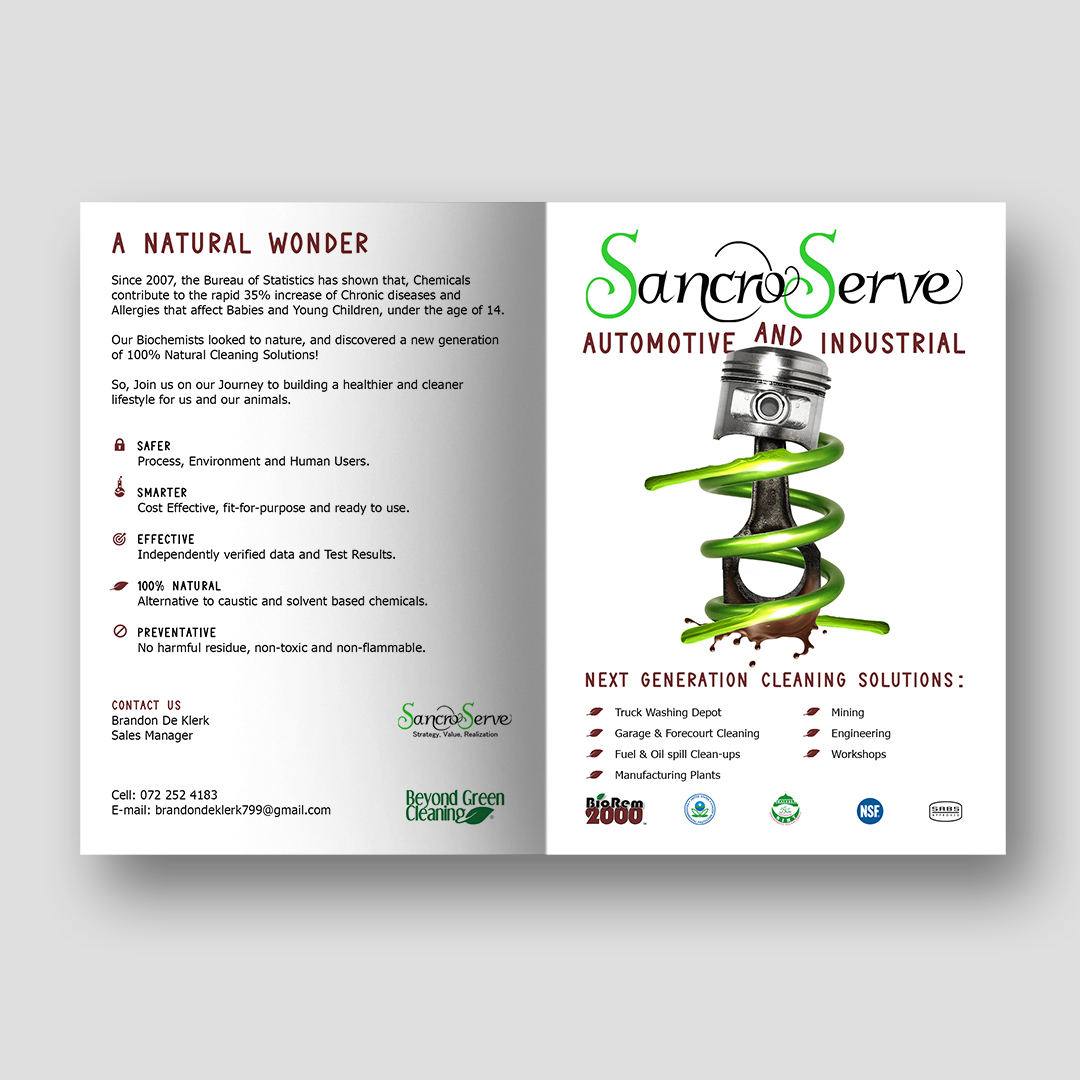 A NATURAL WONDER
Since 2007, the Bureau of Statistics has shown that, Chemicals
contribute to the rapid 35% increase of Chronic diseases and
Allergies that affect Babies and Young Children, under the age of 14.
Our Biochemists looked to nature, and discovered a new generation
of 100% Natural Cleaning Solutions!
So, Join us on our Journey to building a healthier and cleaner
lifestyle for us and our animals.
SAFER
Process, Environment and Human Users.
SMARTER
Cost Effective, fit-for-purpose and ready to use.
EFFECTIVE
Independently verified data and Test Results.
100% NATURAL
Alternative to caustic and solvent based chemicals.
PREVENTATIVE
No harmful residue, non-toxic and non-flammable.
CONTACT US
Brandon De Klerk
Sales Manager
Cell: 072 252 4183
E-mail: brandondeklerk799@gmail.com
SancroServe
Strategy, Value, Realization
Beyond Green
Cleaning®
SancroServe
AUTOMOTIVE AND INDUSTRIAL
NEXT GENERATION CLEANING SOLUTIONS:
Truck Washing Depot
Garage & Forecourt Cleaning
Fuel & Oil spill Clean-ups
Manufacturing Plants
Mining
Engineering
Workshops
BioRem
2000™
NSF
SABS
APPROVED